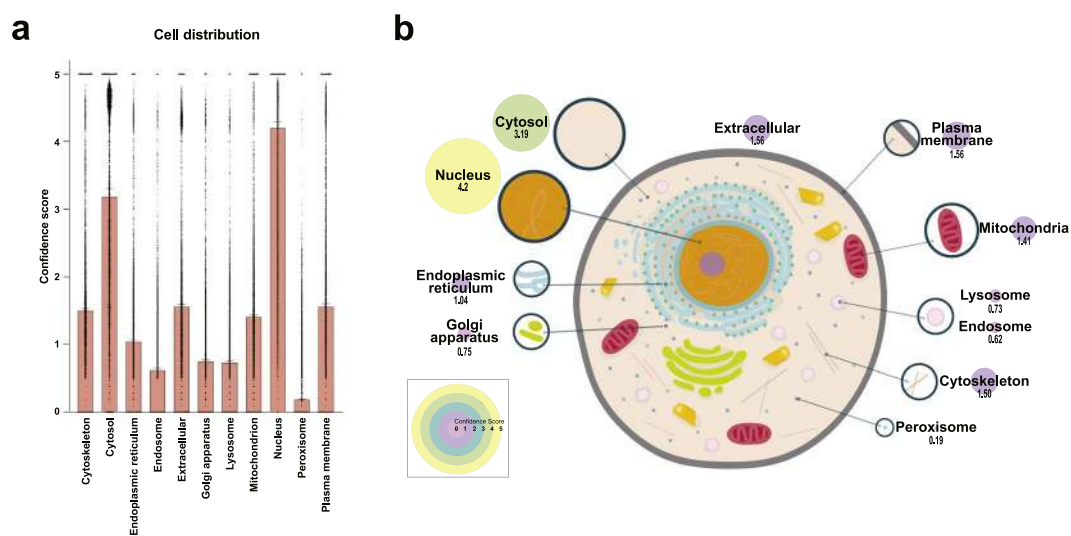 a
Cell distribution
Confidence score
5
4
3
2
1
0
Cytoskeleton
Cytosol
Endoplasmic reticulum
Endosome
Extracellular
Golgi apparatus
Lysosome
Mitochondrion
Nucleus
Peroxisome
Plasma membrane
b
Cytosol
3.19
Nucleus
4.2
Endoplasmic
reticulum
1.04
Golgi
apparatus
0.75
Confidence Score
0 1 2 3 4 5
Extracellular
1.56
Plasma
membrane
1.56
Mitochondria
1.41
Lysosome
0.73
Endosome
0.62
Cytoskeleton
1.50
Peroxisome
0.19